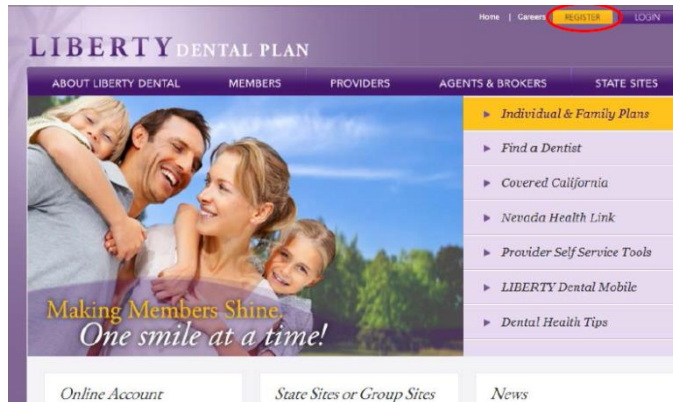 Home | Careers REGISTER LOGIN
LIBERTY DENTAL PLAN
ABOUT LIBERTY DENTAL MEMBERS PROVIDERS AGENTS & BROKERS STATE SITES
Individual & Family Plans
Find a Dentist
Covered California
Nevada Health Link
Provider Self Service Tools
LIBERTY Dental Mobile
Dental Health Tips
Making Members Shine,
One smile at a time!
Online Account State Sites or Group Sites News